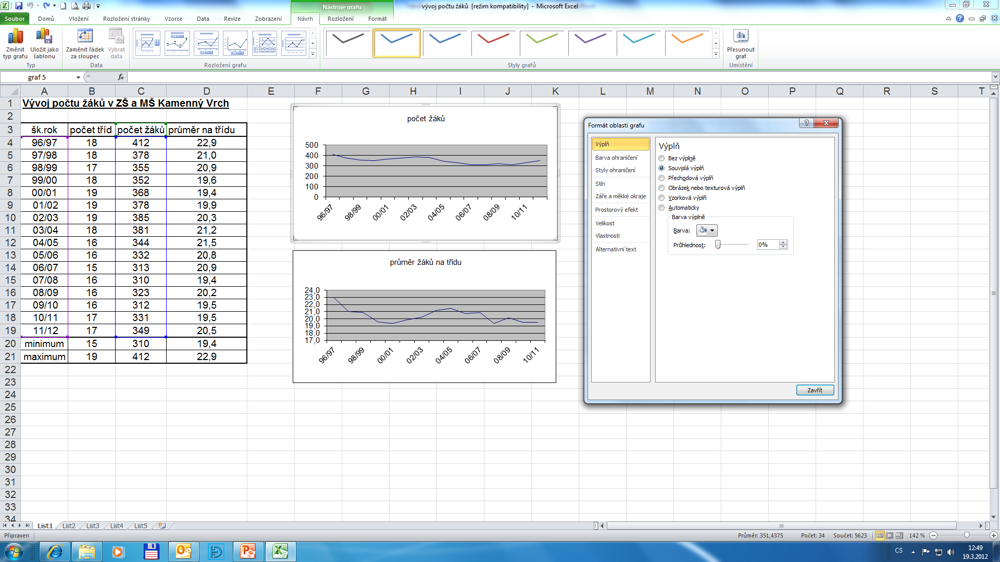 vývoj počtu žáků [režim kompatibility] - Microsoft Excel
Nástroje grafu
Soubor Domů Vložení Rozložení stránky Vzorce Data Revize Zobrazení Návrh Rozložení Formát
Změnit typ grafu
Uložit jako šablonu
Zaměnit řádek za sloupec
Vybrat data
Přesunout graf
Typ Data Rozložení grafu Styly grafů Umístění
graf 5 fx
A B C D E F G H I J K L M N O P Q R S T
1 Vývoj počtu žáků v ZŠ a MŠ Kamenný Vrch
2
3 šk.rok počet tříd počet žáků průměr na třídu
4 96/97 18 412 22,9
5 97/98 18 378 21,0
6 98/99 17 355 20,9
7 99/00 18 352 19,6
8 00/01 19 368 19,4
9 01/02 19 378 19,9
10 02/03 19 385 20,3
11 03/04 18 381 21,2
12 04/05 16 344 21,5
13 05/06 16 332 20,8
14 06/07 15 313 20,9
15 07/08 16 310 19,4
16 08/09 16 323 20,2
17 09/10 16 312 19,5
18 10/11 17 331 19,5
19 11/12 17 349 20,5
20 minimum 15 310 19,4
21 maximum 19 412 22,9
22
23
24
25
26
27
28
29
30
31
32
33
34
počet žáků
500
400
300
200
100
0
96/97 98/99 00/01 02/03 04/05 06/07 08/09 10/11
průměr žáků na třídu
24,0
23,0
22,0
21,0
20,0
19,0
18,0
17,0
96/97 98/99 00/01 02/03 04/05 06/07 08/09 10/11
Formát oblasti grafu
?
Výplň
Barva ohraničení
Styly ohraničení
Stín
Záře a měkké okraje
Prostorový efekt
Velikost
Vlastnosti
Alternativní text
Výplň
Bez výplně
Souvislá výplň
Přechodová výplň
Obrázek nebo texturová výplň
Vzorková výplň
Automaticky
Barva výplně
Barva:
Průhlednost: 0%
Zavřít
List1 List2 List3 List4 List5
Připraven Průměr: 351,4375 Počet: 34 Součet: 5623 142 %
CS 12:49
19.3.2012